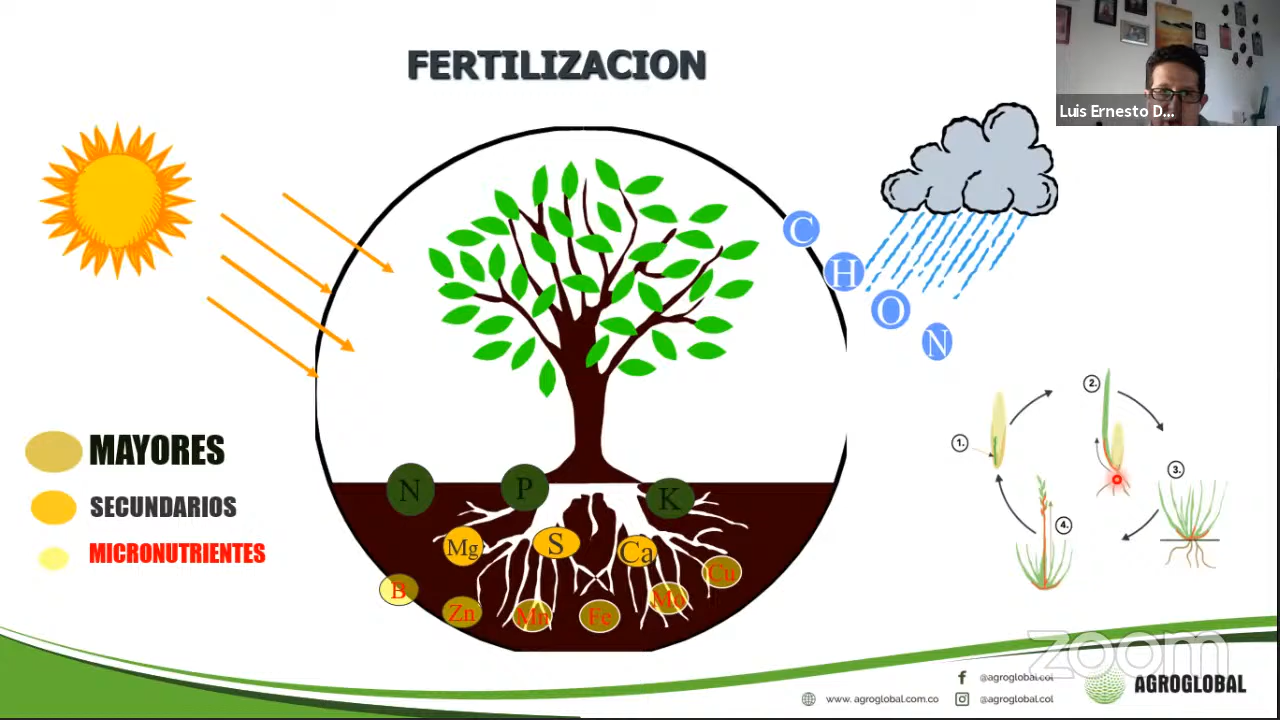 FERTILIZACION
Luis Ernesto D...
C
H
O
N
MAYORES
SECUNDARIOS
MICRONUTRIENTES
N
P
K
Mg
S
Ca
B
Zn
Mn
Fe
Mo
Cu
1.
2.
3.
4.
zoom
www. agroglobal.com.co
@agroglobal.col
@agroglobal.col
AGROGLOBAL